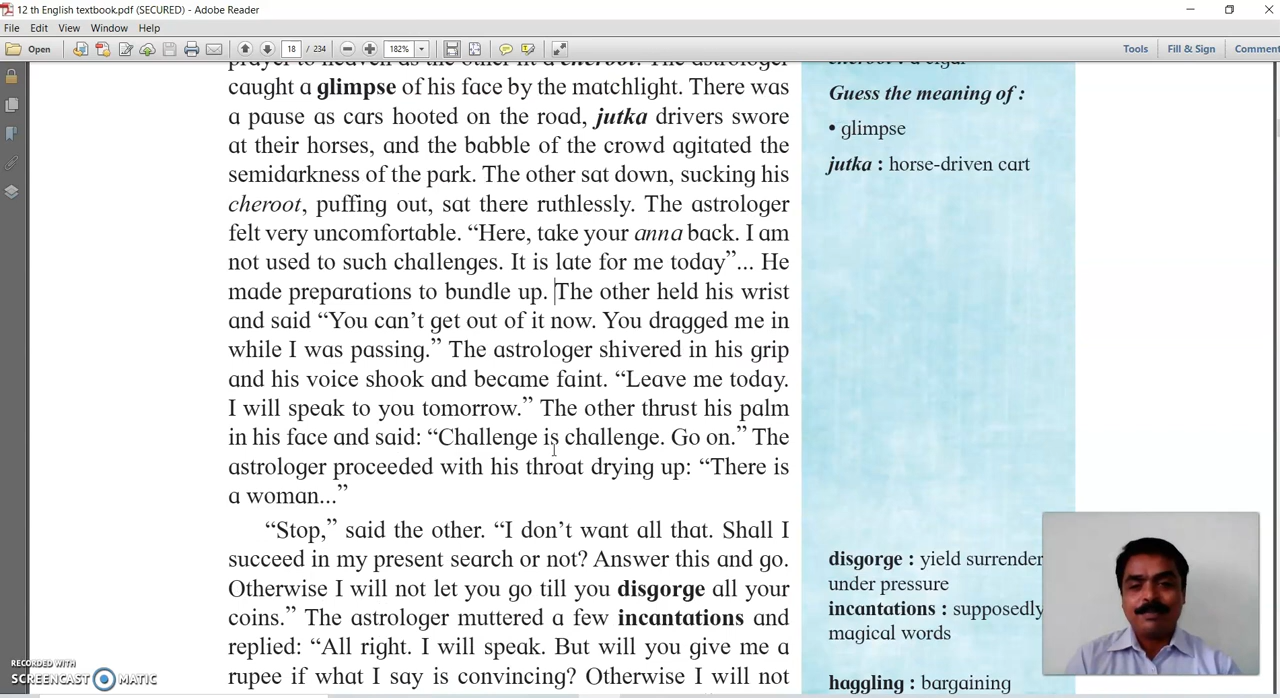 12 th English textbook.pdf (SECURED) - Adobe Reader
File Edit View Window Help
Open 18 / 234 182% Tools Fill & Sign Comment
prayer to heaven as the other lit a cheroot. The astrologer
caught a glimpse of his face by the matchlight. There was
a pause as cars hooted on the road, jutka drivers swore
at their horses, and the babble of the crowd agitated the
semidarkness of the park. The other sat down, sucking his
cheroot, puffing out, sat there ruthlessly. The astrologer
felt very uncomfortable. “Here, take your anna back. I am
not used to such challenges. It is late for me today”... He
made preparations to bundle up. The other held his wrist
and said “You can’t get out of it now. You dragged me in
while I was passing.” The astrologer shivered in his grip
and his voice shook and became faint. “Leave me today.
I will speak to you tomorrow.” The other thrust his palm
in his face and said: “Challenge is challenge. Go on.” The
astrologer proceeded with his throat drying up: “There is
a woman...”
“Stop,” said the other. “I don’t want all that. Shall I
succeed in my present search or not? Answer this and go.
Otherwise I will not let you go till you disgorge all your
coins.” The astrologer muttered a few incantations and
replied: “All right. I will speak. But will you give me a
rupee if what I say is convincing? Otherwise I will not
cheroot : a cigar
Guess the meaning of :
• glimpse
jutka : horse-driven cart
disgorge : yield surrender
under pressure
incantations : supposedly
magical words
haggling : bargaining
RECORDED WITH
SCREENCAST MATIC